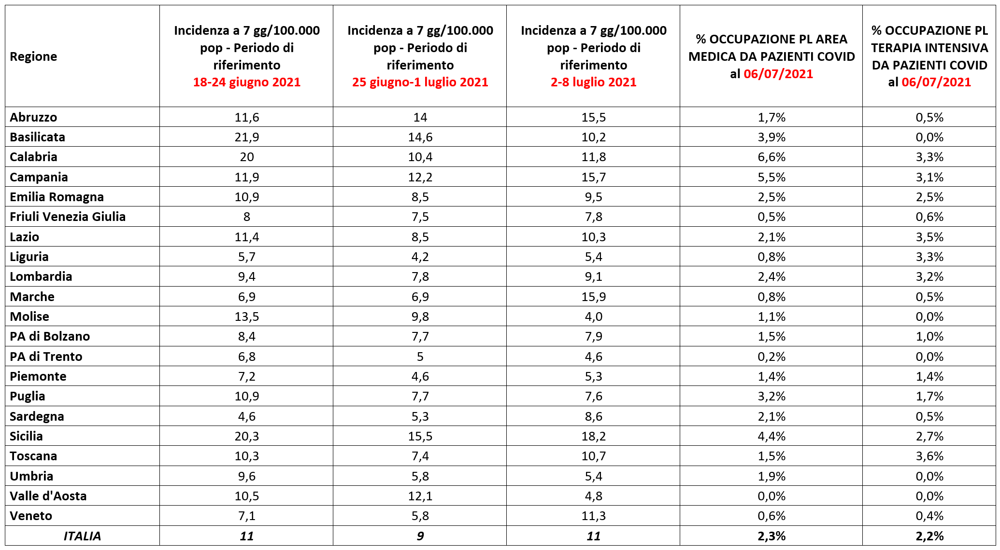 Regione
Incidenza a 7 gg/100.000
pop - Periodo di
riferimento
18-24 giugno 2021
Incidenza a 7 gg/100.000
pop - Periodo di
riferimento
25 giugno-1 luglio 2021
Incidenza a 7 gg/100.000
pop - Periodo di
riferimento
2-8 luglio 2021
% OCCUPAZIONE PL AREA
MEDICA DA PAZIENTI COVID
al 06/07/2021
% OCCUPAZIONE PL
TERAPIA INTENSIVA
DA PAZIENTI COVID
al 06/07/2021
Abruzzo 11,6 14 15,5 1,7% 0,5%
Basilicata 21,9 14,6 10,2 3,9% 0,0%
Calabria 20 10,4 11,8 6,6% 3,3%
Campania 11,9 12,2 15,7 5,5% 3,1%
Emilia Romagna 10,9 8,5 9,5 2,5% 2,5%
Friuli Venezia Giulia 8 7,5 7,8 0,5% 0,6%
Lazio 11,4 8,5 10,3 2,1% 3,5%
Liguria 5,7 4,2 5,4 0,8% 3,3%
Lombardia 9,4 7,8 9,1 2,4% 3,2%
Marche 6,9 6,9 15,9 0,8% 0,5%
Molise 13,5 9,8 4,0 1,1% 0,0%
PA di Bolzano 8,4 7,7 7,9 1,5% 1,0%
PA di Trento 6,8 5 4,6 0,2% 0,0%
Piemonte 7,2 4,6 5,3 1,4% 1,4%
Puglia 10,9 7,7 7,6 3,2% 1,7%
Sardegna 4,6 5,3 8,6 2,1% 0,5%
Sicilia 20,3 15,5 18,2 4,4% 2,7%
Toscana 10,3 7,4 10,7 1,5% 3,6%
Umbria 9,6 5,8 5,4 1,9% 0,0%
Valle d'Aosta 10,5 12,1 4,8 0,0% 0,0%
Veneto 7,1 5,8 11,3 0,6% 0,4%
ITALIA 11 9 11 2,3% 2,2%